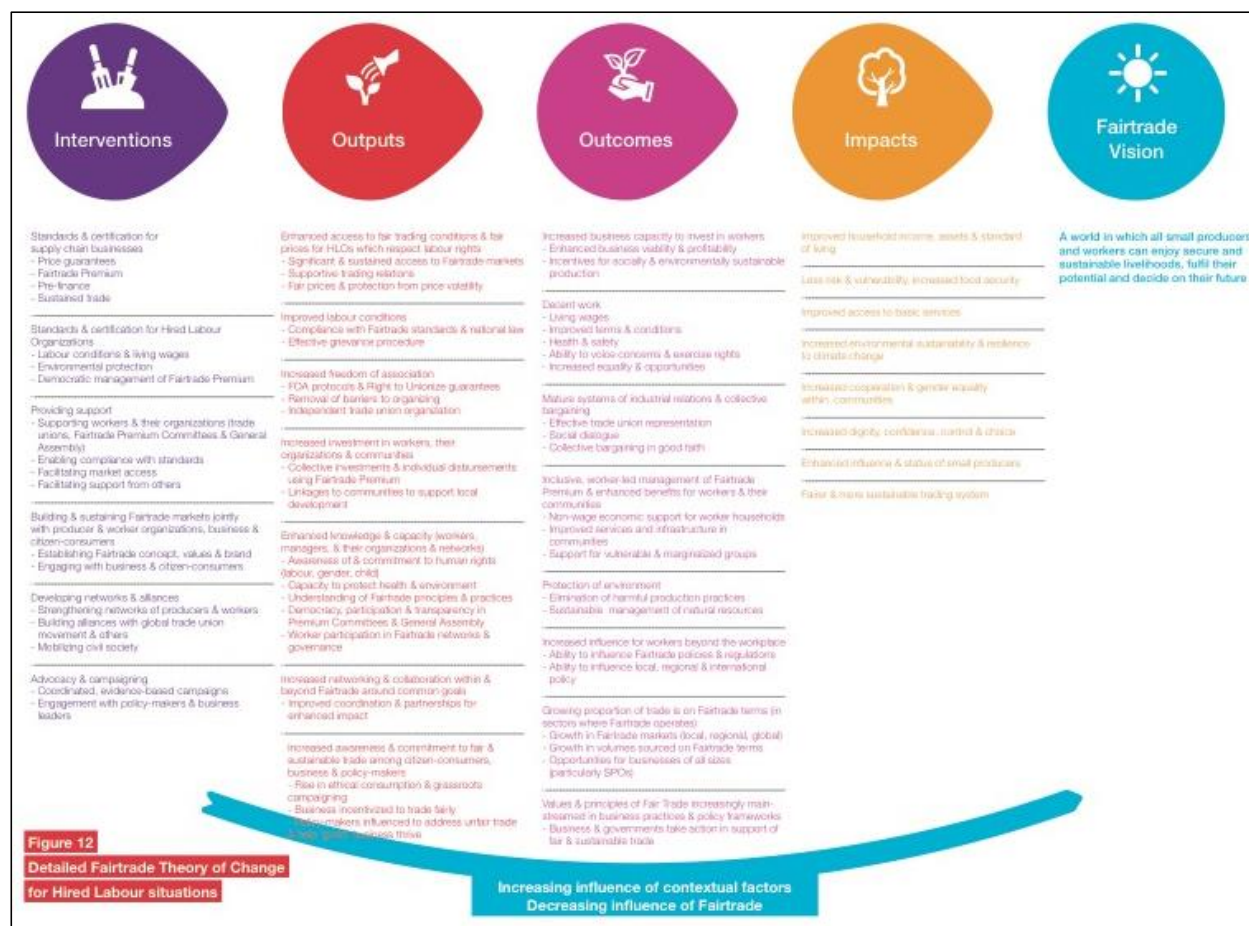 Interventions
Outputs
Outcomes
Impacts
Fairtrade
Vision
Standards & certification for
supply chain businesses
- Price guarantees
- Fairtrade Premium
- Pre-finance
- Sustained trade
Standards & certification for Hired Labour
Organizations
- Labour conditions & living wages
- Environmental protection
- Democratic management of Fairtrade Premium
Providing support
- Supporting workers & their organizations (trade
unions, Fairtrade Premium Committees & General
Assembly)
- Enabling compliance with standards
- Facilitating market access
- Facilitating support from others
Building & sustaining Fairtrade markets jointly
with producer & worker organizations, business &
citizen-consumers
- Establishing Fairtrade concept, values & brand
- Engaging with business & citizen-consumers
Developing networks & alliances
- Strengthening networks of producers & workers
- Building alliances with global trade union
movement & others
- Mobilizing civil society
Advocacy & campaigning
- Coordinated, evidence-based campaigns
- Engagement with policy-makers & business
leaders
Enhanced access to fair trading conditions & fair
prices for HLOs which respect labour rights
- Significant & sustained access to Fairtrade markets
- Supportive trading relations
- Fair prices & protection from price volatility
Improved labour conditions
- Compliance with Fairtrade standards & national law
- Effective grievance procedure
Increased freedom of association
- FOA protocols & Right to Unionize guarantees
- Removal of barriers to organizing
- Independent trade union organization
Increased investment in workers, their
organizations & communities
- Collective investments & individual disbursements
using Fairtrade Premium
- Linkages to communities to support local
development
Enhanced knowledge & capacity (workers,
managers, & their organizations & networks)
- Awareness of & commitment to human rights
(labour, gender, child)
- Capacity to protect health & environment
- Understanding of Fairtrade principles & practices
- Democracy, participation & transparency in
Premium Committees & General Assembly
- Worker participation in Fairtrade networks &
governance
Increased networking & collaboration within &
beyond Fairtrade around common goals
- Improved coordination & partnerships for
enhanced impact
Increased awareness & commitment to fair &
sustainable trade among citizen-consumers,
business & policy-makers
- Rise in ethical consumption & grassroots
campaigning
- Business incentivized to trade fairly
- Policy-makers influenced to address unfair trade
business thrive
Increased business capacity to invest in workers
- Enhanced business viability & profitability
- Incentives for socially & environmentally sustainable
production
Decent work
- Living wages
- Improved terms & conditions
- Health & safety
- Ability to voice concerns & exercise rights
- Increased equality & opportunities
Mature systems of industrial relations & collective
bargaining
- Effective trade union representation
- Social dialogue
- Collective bargaining in good faith
Inclusive, worker-led management of Fairtrade
Premium & enhanced benefits for workers & their
communities
- Non-wage economic support for worker households
- Improved services and infrastructure in
communities
- Support for vulnerable & marginalized groups
Protection of environment
- Elimination of harmful production practices
- Sustainable management of natural resources
Increased influence for workers beyond the workplace
- Ability to influence Fairtrade policies & regulations
- Ability to influence local, regional & international
policy
Growing proportion of trade is on Fairtrade terms (in
sectors where Fairtrade operates)
- Growth in Fairtrade markets (local, regional, global)
- Growth in volumes sourced on Fairtrade terms
- Opportunities for businesses of all sizes
(particularly SPOs)
Values & principles of Fair Trade increasingly main-
streamed in business practices & policy frameworks
- Business & governments take action in support of
fair & sustainable trade
Improved household income, assets & standard
of living
Less risk & vulnerability, increased food security
Improved access to basic services
Increased environmental sustainability & resilience
to climate change
Increased cooperation & gender equality
within communities
Increased dignity, confidence, control & choice
Enhanced influence & status of small producers
Fairer & more sustainable trading system
A world in which all small producers
and workers can enjoy secure and
sustainable livelihoods, fulfil their
potential and decide on their future
Figure 12
Detailed Fairtrade Theory of Change
for Hired Labour situations
Increasing influence of contextual factors
Decreasing influence of Fairtrade